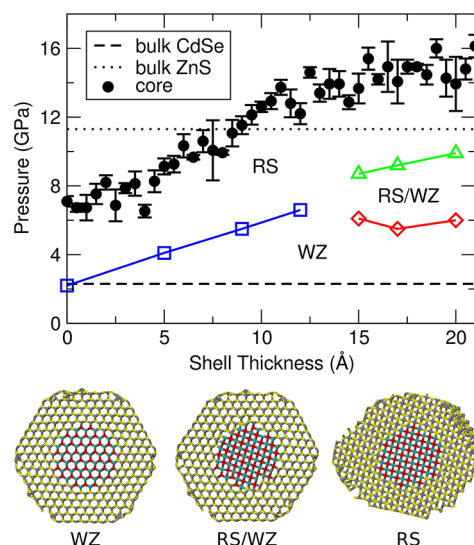 16
12
8
4
0
Pressure (GPa)
bulk CdSe
bulk ZnS
core
RS
RS/WZ
WZ
0 5 10 15 20
Shell Thickness (Å)
WZ RS/WZ RS